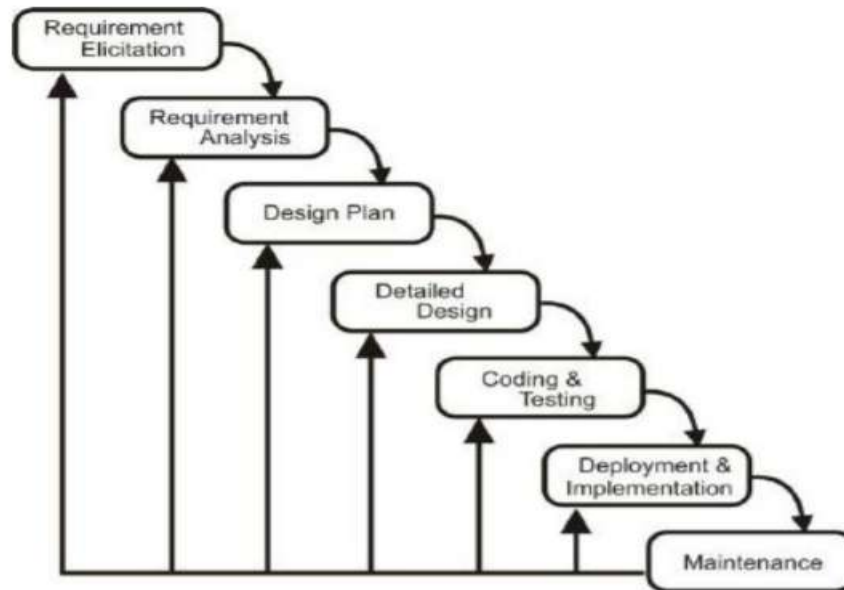 Requirement
Elicitation
Requirement
Analysis
Design Plan
Detailed
Design
Coding &
Testing
Deployment &
Implementation
Maintenance